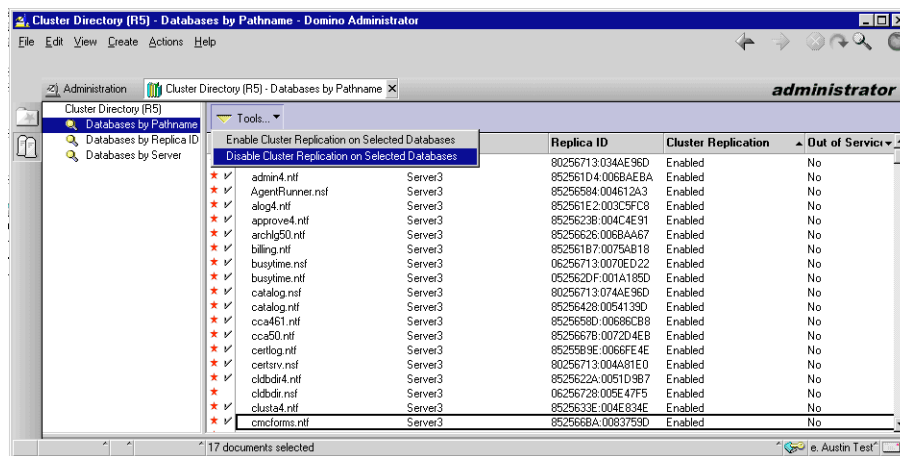 Cluster Directory (R5) - Databases by Pathname - Domino Administrator
File Edit View Create Actions Help
Administration Cluster Directory (R5) - Databases by Pathname
administrator
Cluster Directory (R5)
Databases by Pathname
Databases by Replica ID
Databases by Server
Tools...
Enable Cluster Replication on Selected Databases
Disable Cluster Replication on Selected Databases
Replica ID Cluster Replication Out of Service
80256713:034AE96D Enabled No
admin4.ntf Server3 852561D4:006BAEBA Enabled No
AgentRunner.nsf Server3 85256584:004612A3 Enabled No
alog4.ntf Server3 852561E2:003C5FC8 Enabled No
approve4.ntf Server3 8525623B:004C4E91 Enabled No
archlg50.ntf Server3 85256626:006BAA67 Enabled No
billing.ntf Server3 852561B7:0075AB18 Enabled No
busytime.nsf Server3 06256713:0070ED22 Enabled No
busytime.ntf Server3 052562DF:001A185D Enabled No
catalog.nsf Server3 80256713:074AE96D Enabled No
catalog.ntf Server3 85256428:0054139D Enabled No
cca461.ntf Server3 8525658D:00686CB8 Enabled No
cca50.ntf Server3 8525667B:0072D4EB Enabled No
certlog.ntf Server3 85255B9E:0066FE4E Enabled No
certsrv.nsf Server3 80256713:004A81E0 Enabled No
cldbdir4.ntf Server3 8525622A:0051D9B7 Enabled No
cldbdir.nsf Server3 06256728:005E47F5 Enabled No
clusta4.ntf Server3 8525633E:004E834E Enabled No
cmcforms.ntf Server3 852566BA:0083759D Enabled No
17 documents selected
e. Austin Test